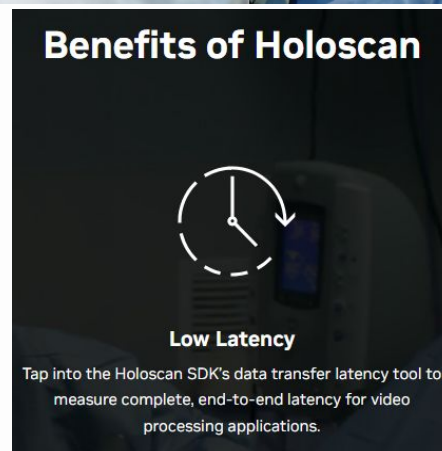 Benefits of Holoscan
Low Latency
Tap into the Holoscan SDK's data transfer latency tool to
measure complete, end-to-end latency for video
processing applications.